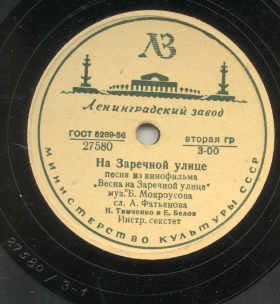 ЛЗ
Ленинградский завод
ГОСТ 5289-56
27580
вторая гр
3-00
На Заречной улице
песня из кинофильма
„Весна на Заречной улице"
муз. Б. Мокроусова
сл. А. Фатьянова
Н. Тимченко и Е. Белов
Инстр. секстет
МИНИСТЕРСТВО КУЛЬТУРЫ СССР
27580/3-1